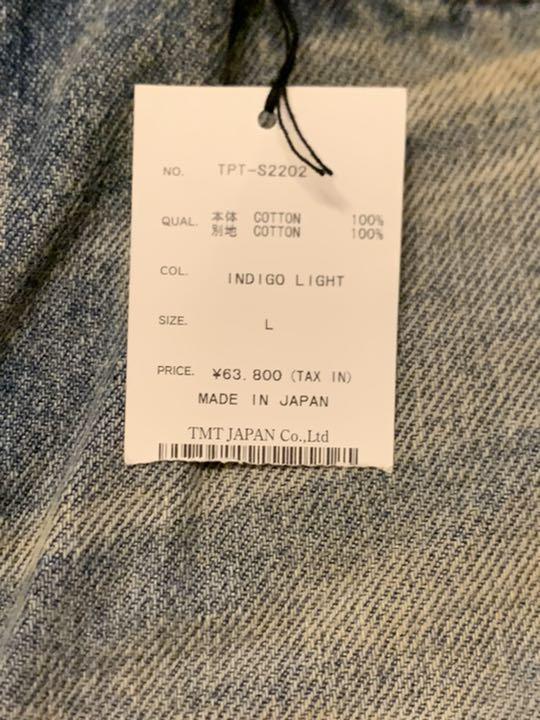 NO. TPT-S2202
QUAL. 本体 COTTON 100%
別地 COTTON 100%
COL. INDIGO LIGHT
SIZE. L
PRICE. ¥63.800 (TAX IN)
MADE IN JAPAN
TMT JAPAN Co.,Ltd